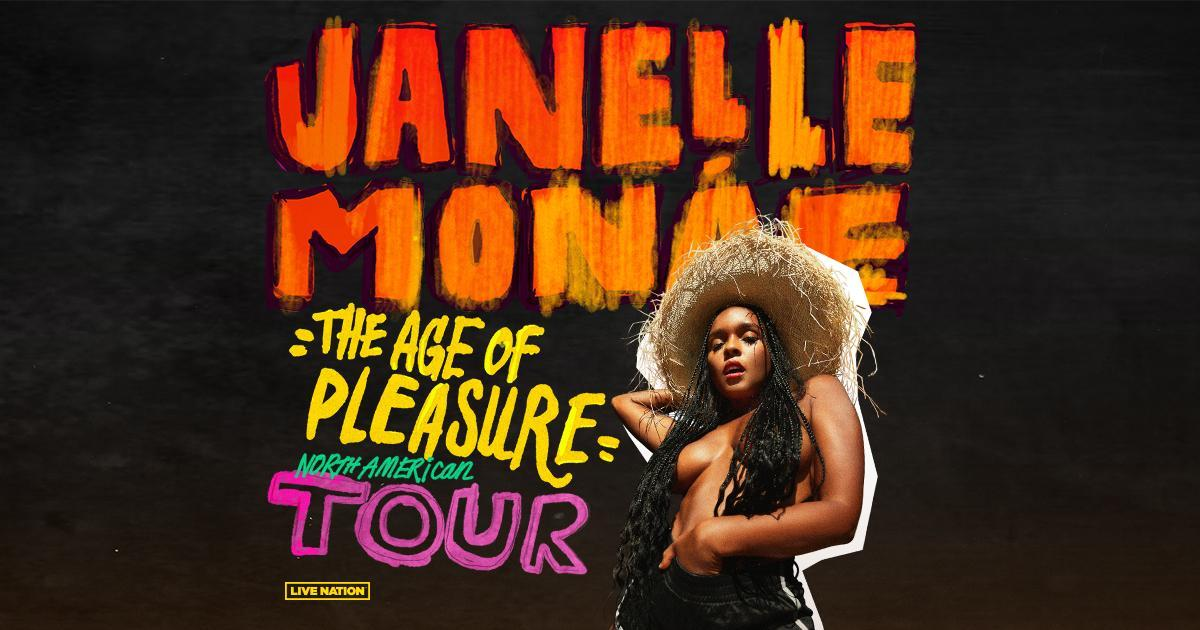 JANELLE
MONÁE
THE AGE OF
PLEASURE
NORTH AMERican
TOUR
LIVE NATION